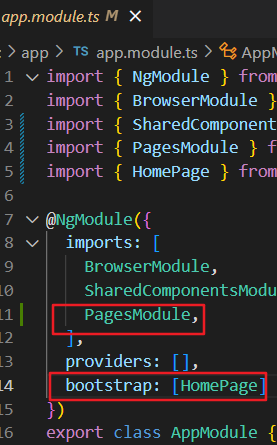 app.module.ts
app > TS app.module.ts >
1 import { NgModule } from
2 import { BrowserModule }
3 import { SharedComponent
4 import { PagesModule } f
5 import { HomePage } from
6
7 @NgModule({
8 imports: [
9 BrowserModule,
10 SharedComponentsModu
11 PagesModule,
12 ],
13 providers: [],
14 bootstrap: [HomePage]
15 })
16 export class AppModule {